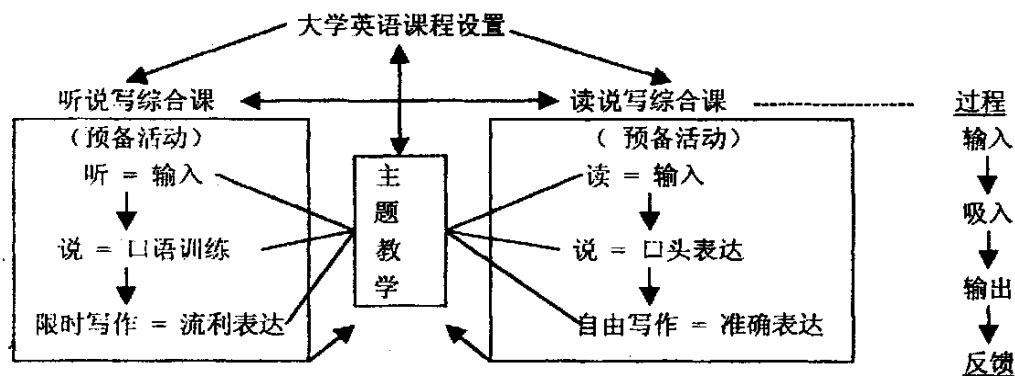 大学英语课程设置
听说写综合课
读说写综合课
过程
(预备活动)
听 = 输入
说 = 口语训练
限时写作 = 流利表达
主
题
教
学
( 预备活动)
读 = 输入
说 = 口头表达
自由写作 = 准确表达
输入
吸入
输出
反馈